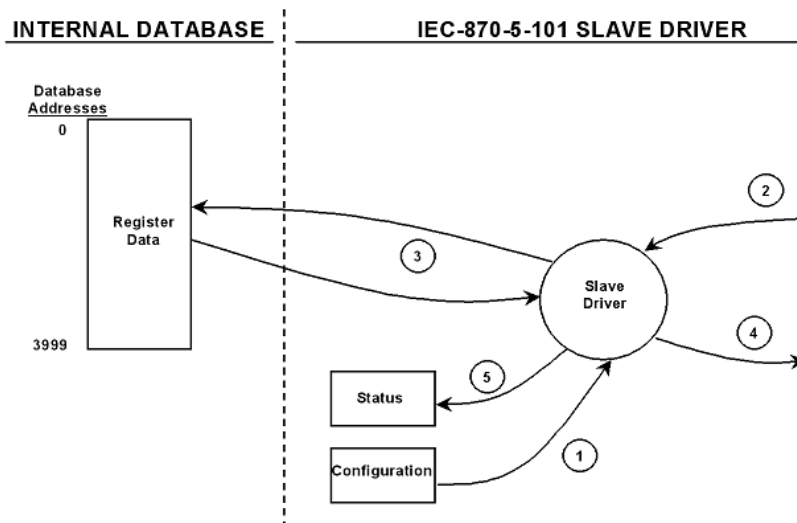 INTERNAL DATABASE
IEC-870-5-101 SLAVE DRIVER
Database
Addresses
0
Register
Data
3999
2
3
Slave
Driver
4
5
Status
Configuration
1